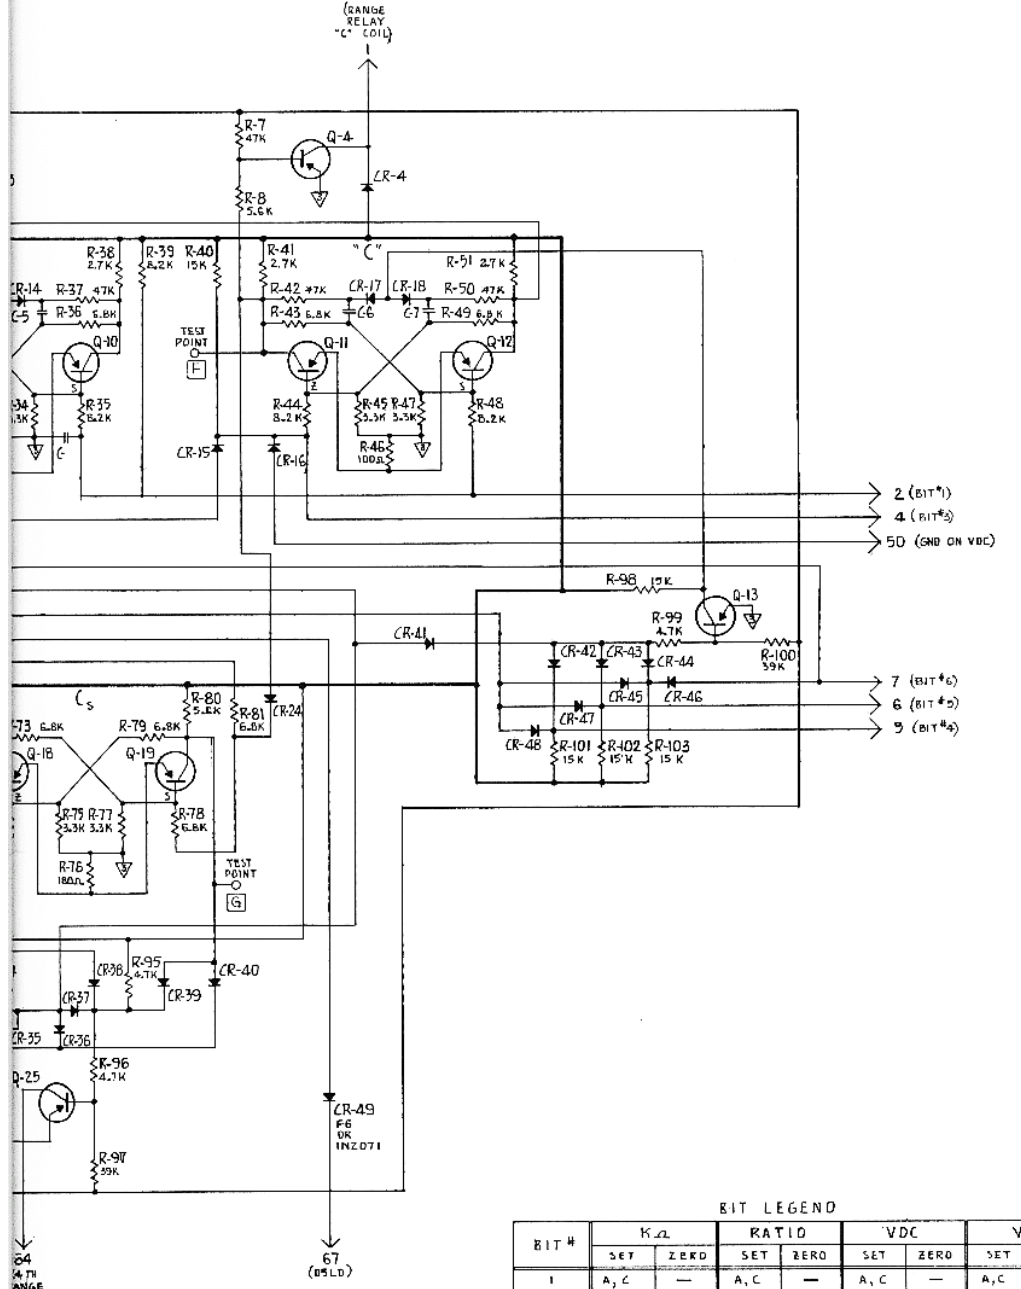 (RANGE
RELAY
"C" COIL)
1
R-7
47K
Q-4
CR-4
R-8
5.6K
"C"
R-38
2.7K
R-39
8.2K
R-40
15K
R-41
2.7K
R-51 2.7K
CR-14
R-37 47K
R-42 47K
CR-17
CR-18
R-50 47K
C-5
R-36 6.8K
R-43 6.8K
C-6
C-7
R-49 6.8K
TEST
POINT
F
Q-10
Q-11
Q-12
S
Z
S
R-35
8.2K
R-44
8.2K
R-45
3.3K
R-47
3.3K
R-48
8.2K
3
3
3
CR-15
CR-16
R-46
100Ω
2 (BIT #1)
4 (BIT #3)
50 (GND ON VDC)
R-98 15K
Q-13
3
R-99
4.7K
CR-41
CR-42
CR-43
CR-44
R-100
39K
CR-45
CR-46
7 (BIT #6)
6 (BIT #5)
5 (BIT #4)
CR-47
CR-48
R-101
15K
R-102
15K
R-103
15K
Cs
R-80
5.6K
R-81
6.8K
CR-24
6.8K
R-79 6.8K
Q-18
Q-19
Z
S
R-75
3.3K
R-77
3.3K
R-78
6.8K
R-76
180Ω
3
TEST
POINT
G
CR-38
R-95
4.7K
CR-40
CR-37
CR-39
CR-35
CR-36
R-96
4.7K
Q-25
CR-49
FG
OR
1N2071
R-97
39K
67
(OSLD)
BIT LEGEND
BIT #
KΩ
RATIO
VDC
V
SET
ZERO
SET
ZERO
SET
ZERO
SET
1
A, C
—
A, C
—
A, C
—
A, C